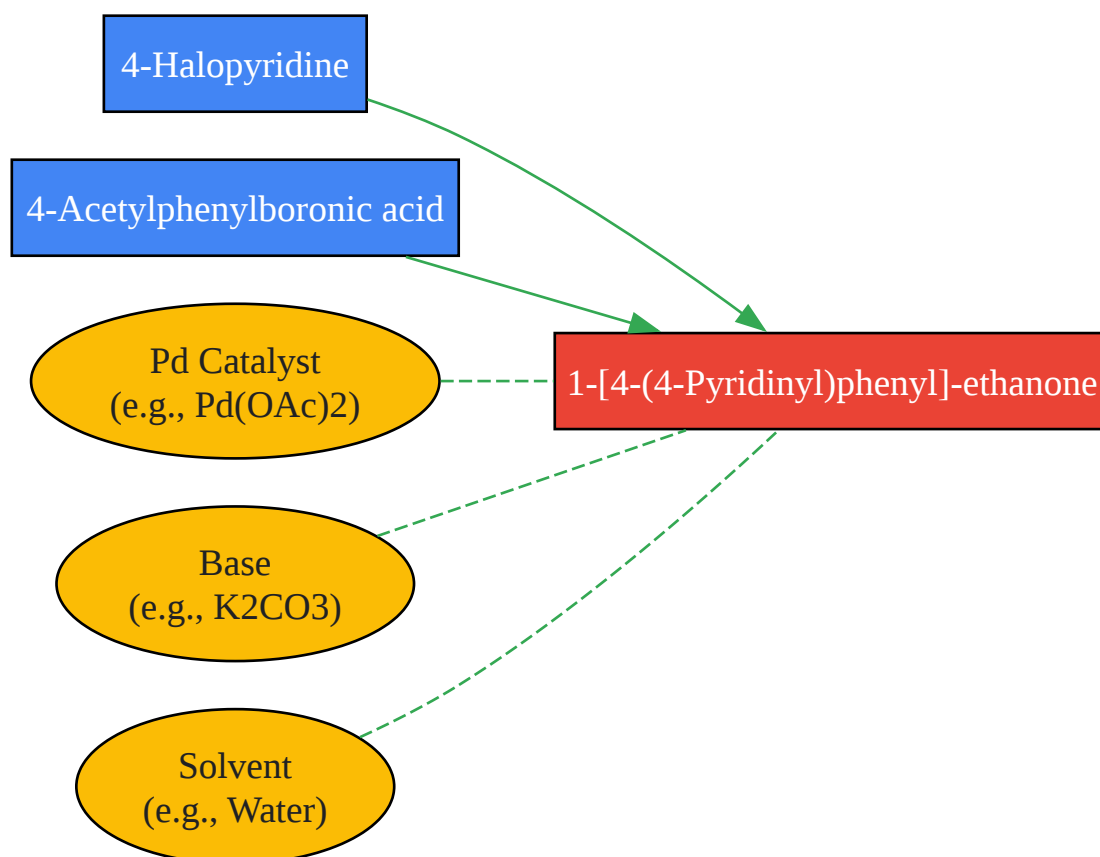 4-Halopyridine
4-Acetylphenylboronic acid
Pd Catalyst
(e.g., Pd(OAc)2)
1-[4-(4-Pyridinyl)phenyl]-ethanone
Base
(e.g., K2CO3)
Solvent
(e.g., Water)